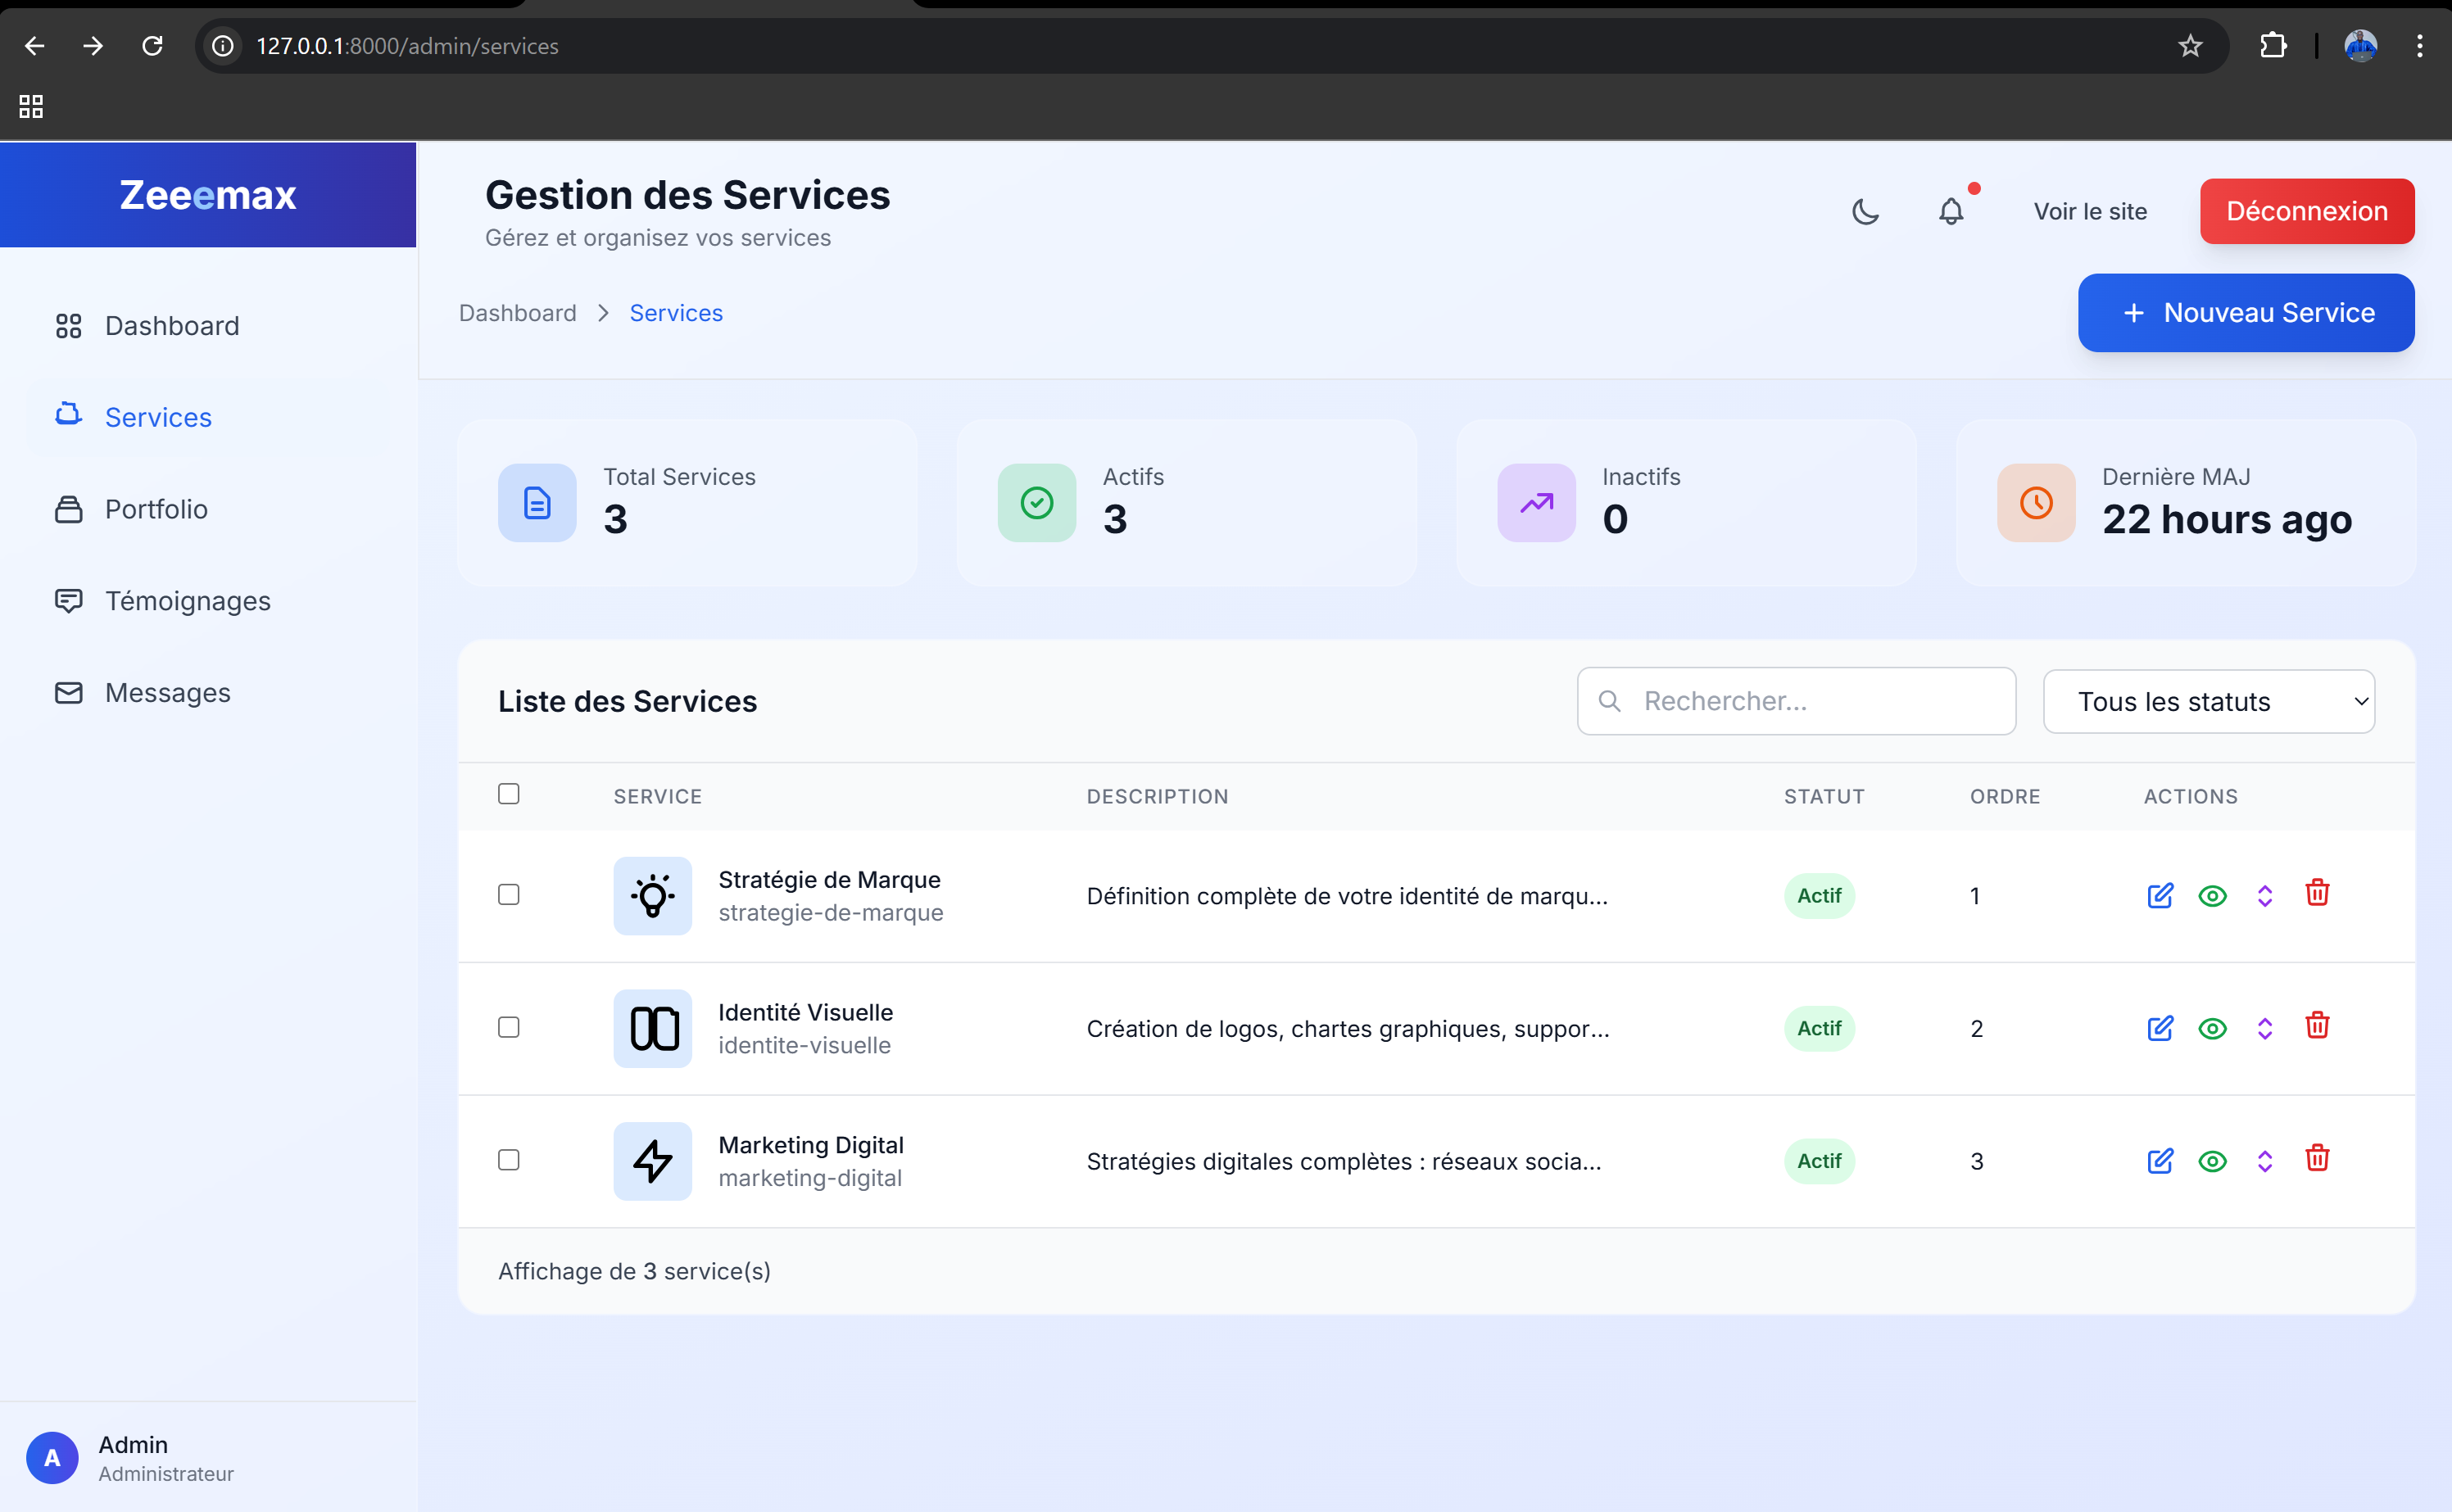 127.0.0.1:8000/admin/services
Zeeemax
Gestion des Services
Gérez et organisez vos services
Voir le site
Déconnexion
Dashboard
Services
Nouveau Service
Dashboard
Services
Portfolio
Témoignages
Messages
Total Services
3
Actifs
3
Inactifs
0
Dernière MAJ
22 hours ago
Liste des Services
Rechercher...
Tous les statuts
SERVICE DESCRIPTION STATUT ORDRE ACTIONS
Stratégie de Marque
strategie-de-marque
Définition complète de votre identité de marqu...
Actif
1
Identité Visuelle
identite-visuelle
Création de logos, chartes graphiques, suppor...
Actif
2
Marketing Digital
marketing-digital
Stratégies digitales complètes : réseaux socia...
Actif
3
Affichage de 3 service(s)
A
Admin
Administrateur